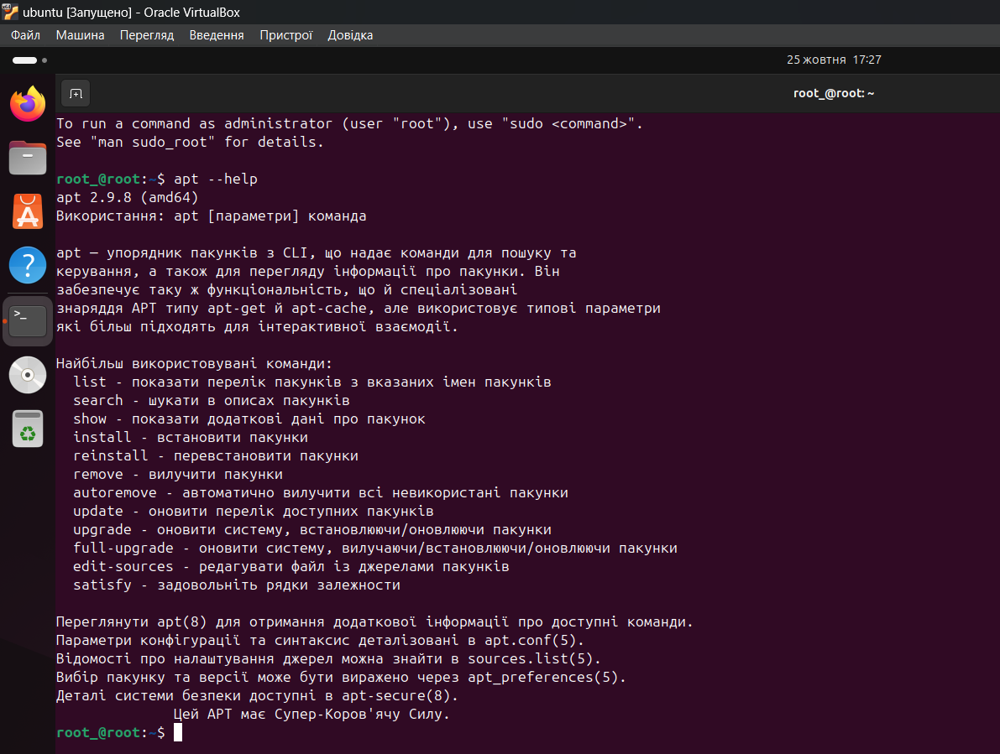 ubuntu [Запущено] - Oracle VirtualBox
Файл Машина Перегляд Введення Пристрої Довідка
25 жовтня 17:27
root_@root: ~
To run a command as administrator (user "root"), use "sudo <command>".
See "man sudo_root" for details.
root_@root:~$ apt --help
apt 2.9.8 (amd64)
Використання: apt [параметри] команда
apt — упорядник пакунків з CLI, що надає команди для пошуку та
керування, а також для перегляду інформації про пакунки. Він
забезпечує таку ж функціональність, що й спеціалізовані
знаряддя APT типу apt-get й apt-cache, але використовує типові параметри
які більш підходять для інтерактивної взаємодії.
Найбільш використовувані команди:
list - показати перелік пакунків з вказаних імен пакунків
search - шукати в описах пакунків
show - показати додаткові дані про пакунок
install - встановити пакунки
reinstall - перевстановити пакунки
remove - вилучити пакунки
autoremove - автоматично вилучити всі невикористані пакунки
update - оновити перелік доступних пакунків
upgrade - оновити систему, встановлюючи/оновлюючи пакунки
full-upgrade - оновити систему, вилучаючи/встановлюючи/оновлюючи пакунки
edit-sources - редагувати файл із джерелами пакунків
satisfy - задовольніть рядки залежности
Переглянути apt(8) для отримання додаткової інформації про доступні команди.
Параметри конфігурації та синтаксис деталізовані в apt.conf(5).
Відомості про налаштування джерел можна знайти в sources.list(5).
Вибір пакунку та версії може бути виражено через apt_preferences(5).
Деталі системи безпеки доступні в apt-secure(8).
Цей APT має Супер-Коров'ячу Силу.
root_@root:~$